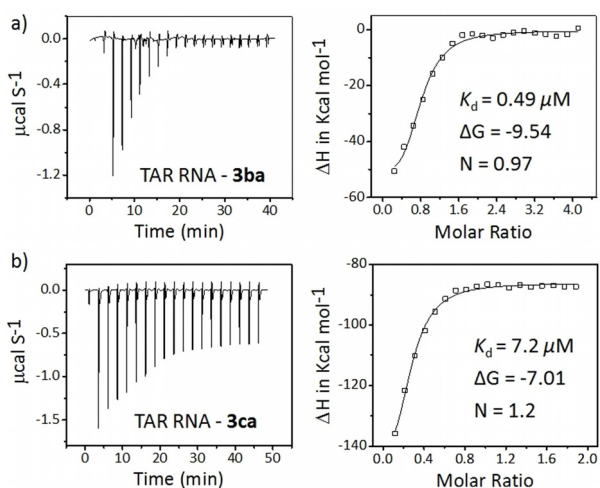 a)
μcal S-1
0.0
-0.4
-0.8
-1.2
TAR RNA - 3ba
0 10 20 30 40
Time (min)
ΔH in Kcal mol-1
0
-20
-40
-60
Kd = 0.49 μM
ΔG = -9.54
N = 0.97
0.0 0.8 1.6 2.4 3.2 4.0
Molar Ratio
b)
μcal S-1
0.0
-0.5
-1.0
-1.5
TAR RNA - 3ca
0 10 20 30 40 50
Time (min)
ΔH in Kcal mol-1
-80
-100
-120
-140
Kd = 7.2 μM
ΔG = -7.01
N = 1.2
0.0 0.4 0.8 1.2 1.6 2.0
Molar Ratio